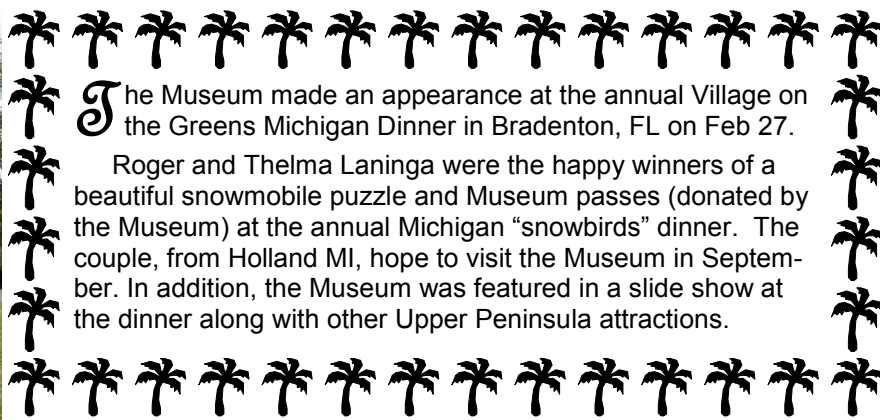 The Museum made an appearance at the annual Village on
the Greens Michigan Dinner in Bradenton, FL on Feb 27.
Roger and Thelma Laninga were the happy winners of a
beautiful snowmobile puzzle and Museum passes (donated by
the Museum) at the annual Michigan “snowbirds” dinner.  The
couple, from Holland MI, hope to visit the Museum in Septem-
ber. In addition, the Museum was featured in a slide show at
the dinner along with other Upper Peninsula attractions.